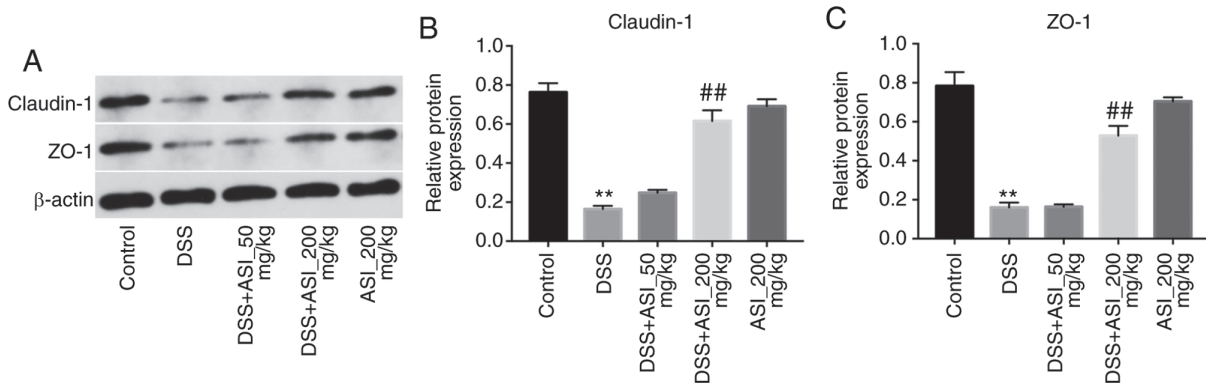 A
Claudin-1
ZO-1
β-actin
Control
DSS
DSS+ASI_50
mg/kg
DSS+ASI_200
mg/kg
ASI_200
mg/kg
B
Claudin-1
Relative protein
expression
1.0
0.8
0.6
0.4
0.2
0.0
**
##
Control
DSS
DSS+ASI_50
mg/kg
DSS+ASI_200
mg/kg
ASI_200
mg/kg
C
ZO-1
Relative protein
expression
1.0
0.8
0.6
0.4
0.2
0.0
**
##
Control
DSS
DSS+ASI_50
mg/kg
DSS+ASI_200
mg/kg
ASI_200
mg/kg